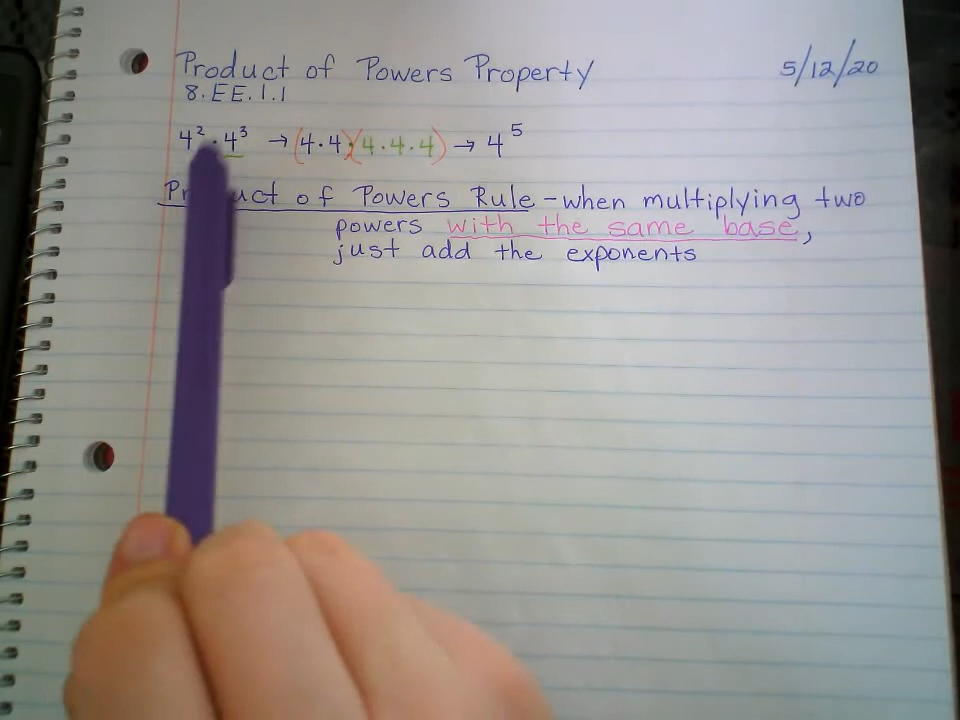 Product of Powers Property 5/12/20
8.EE.1.1
4² · 4³ → (4·4)·(4·4·4) → 4⁵
Product of Powers Rule - when multiplying two
powers with the same base,
just add the exponents